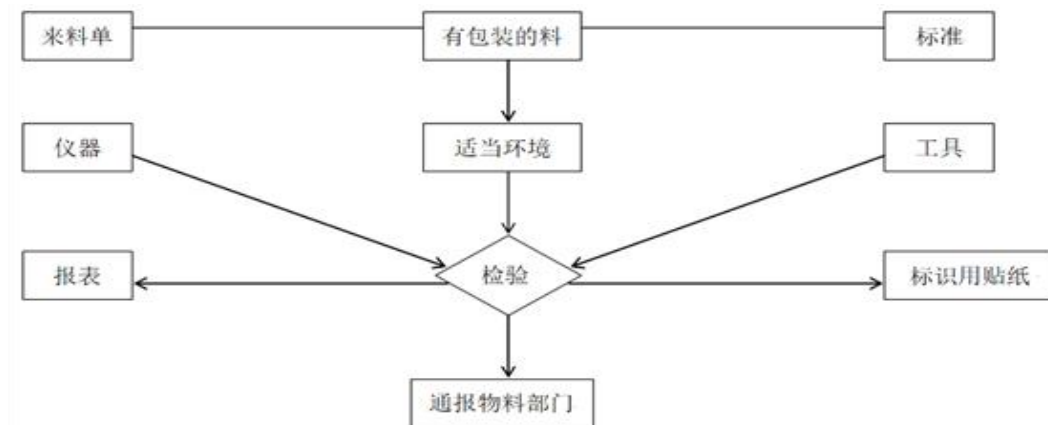 来料单
有包装的料
标准
仪器
适当环境
工具
报表
检验
标识用贴纸
通报物料部门